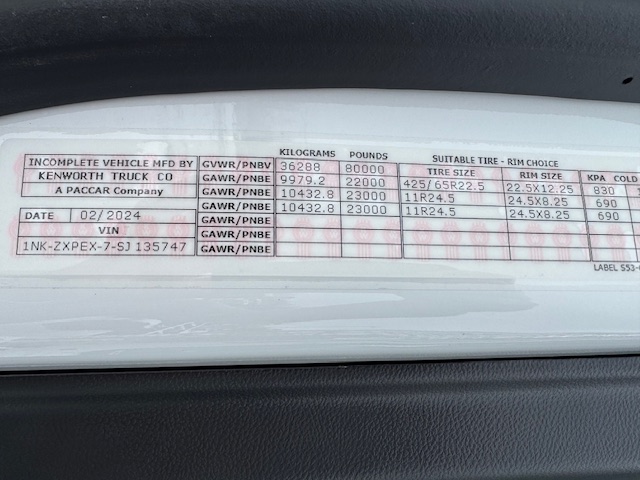 KILOGRAMS POUNDS SUITABLE TIRE - RIM CHOICE
INCOMPLETE VEHICLE MFD BY GVWR/PNBV 36288 80000 TIRE SIZE RIM SIZE KPA COLD
KENWORTH TRUCK CO GAWR/PNBE 9979.2 22000 425/65R22.5 22.5X12.25 830
A PACCAR Company GAWR/PNBE 10432.8 23000 11R24.5 24.5X8.25 690
GAWR/PNBE 10432.8 23000 11R24.5 24.5X8.25 690
DATE 02/2024 GAWR/PNBE
VIN GAWR/PNBE
1NK-ZXPEX-7-SJ 135747 GAWR/PNBE
LABEL S53-